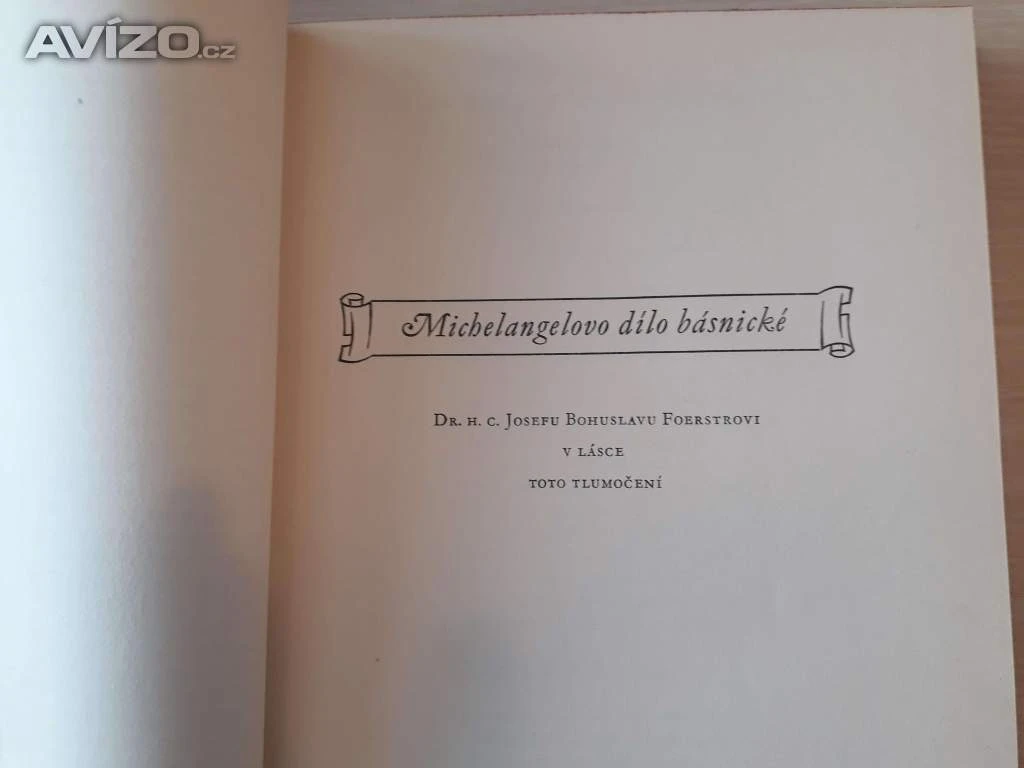 AVÍZO.cz
Michelangelovo dílo básnické
DR. H. C. JOSEFU BOHUSLAVU FOERSTROVI
V LÁSCE
TOTO TLUMOČENÍ